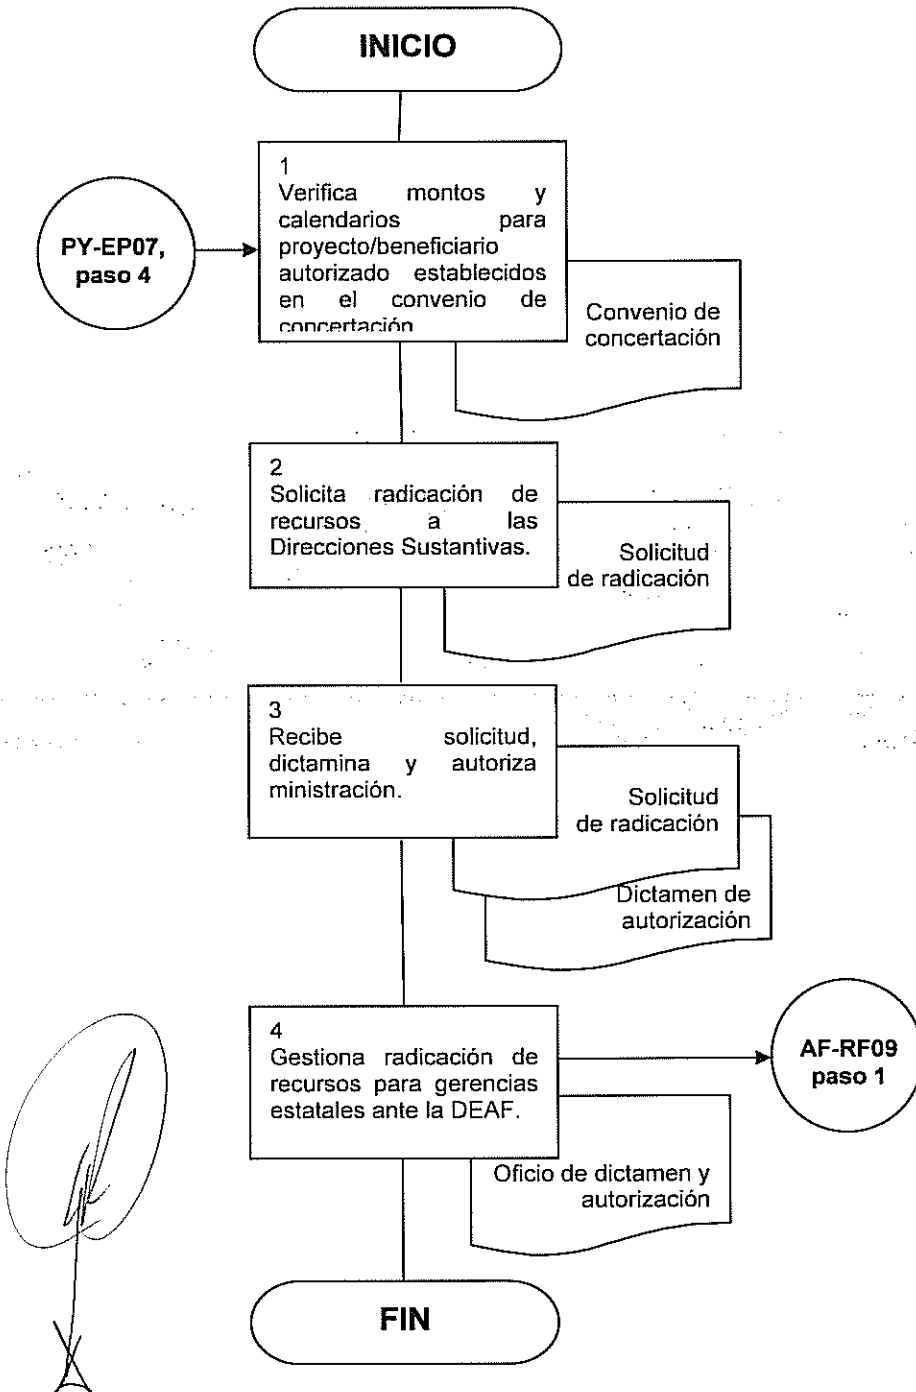 INICIO
PY-EP07,
paso 4
1
Verifica montos y
calendarios para
proyecto/beneficiario
autorizado establecidos
en el convenio de
concertación
Convenio de
concertación
2
Solicita radicación de
recursos a las
Direcciones Sustantivas.
Solicitud
de radicación
3
Recibe solicitud,
dictamina y autoriza
ministración.
Solicitud
de radicación
Dictamen de
autorización
4
Gestiona radicación de
recursos para gerencias
estatales ante la DEAF.
AF-RF09
paso 1
Oficio de dictamen y
autorización
FIN